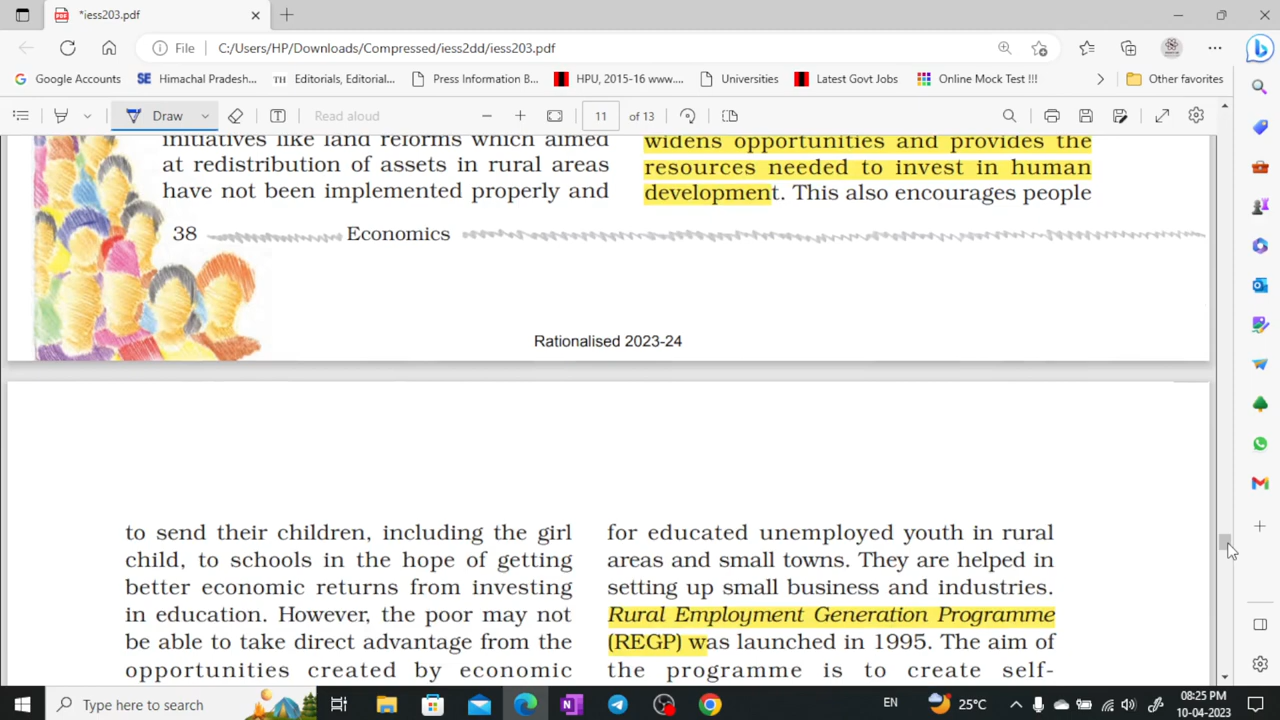 *iess203.pdf
File
C:/Users/HP/Downloads/Compressed/iess2dd/iess203.pdf
Google Accounts
SE Himachal Pradesh...
TH Editorials, Editorial...
Press Information B...
HPU, 2015-16 www....
Universities
Latest Govt Jobs
Online Mock Test !!!
Other favorites
Draw
Read aloud
11 of 13
initiatives like land reforms which aimed
at redistribution of assets in rural areas
have not been implemented properly and
widens opportunities and provides the
resources needed to invest in human
development. This also encourages people
38 Economics
Rationalised 2023-24
to send their children, including the girl
child, to schools in the hope of getting
better economic returns from investing
in education. However, the poor may not
be able to take direct advantage from the
opportunities created by economic
for educated unemployed youth in rural
areas and small towns. They are helped in
setting up small business and industries.
Rural Employment Generation Programme
(REGP) was launched in 1995. The aim of
the programme is to create self-
Type here to search
EN
25°C
08:25 PM
10-04-2023